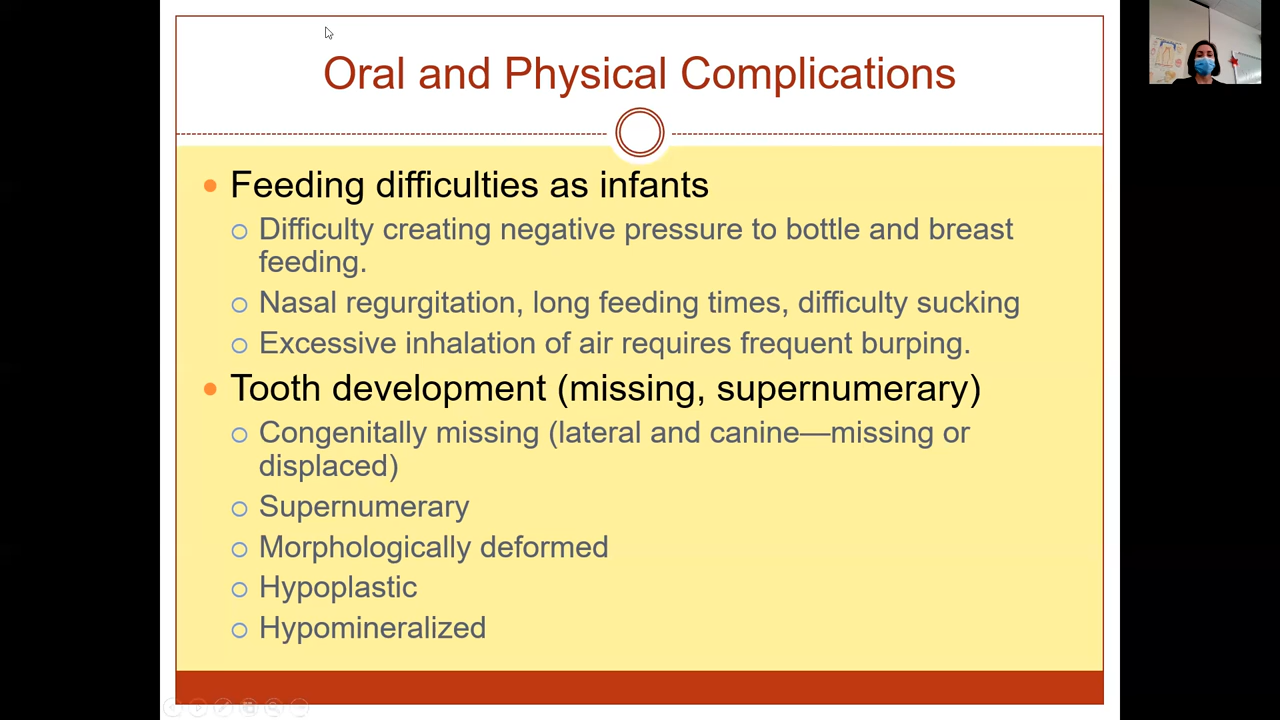 Oral and Physical Complications
Feeding difficulties as infants
Difficulty creating negative pressure to bottle and breast
feeding.
Nasal regurgitation, long feeding times, difficulty sucking
Excessive inhalation of air requires frequent burping.
Tooth development (missing, supernumerary)
Congenitally missing (lateral and canine—missing or
displaced)
Supernumerary
Morphologically deformed
Hypoplastic
Hypomineralized